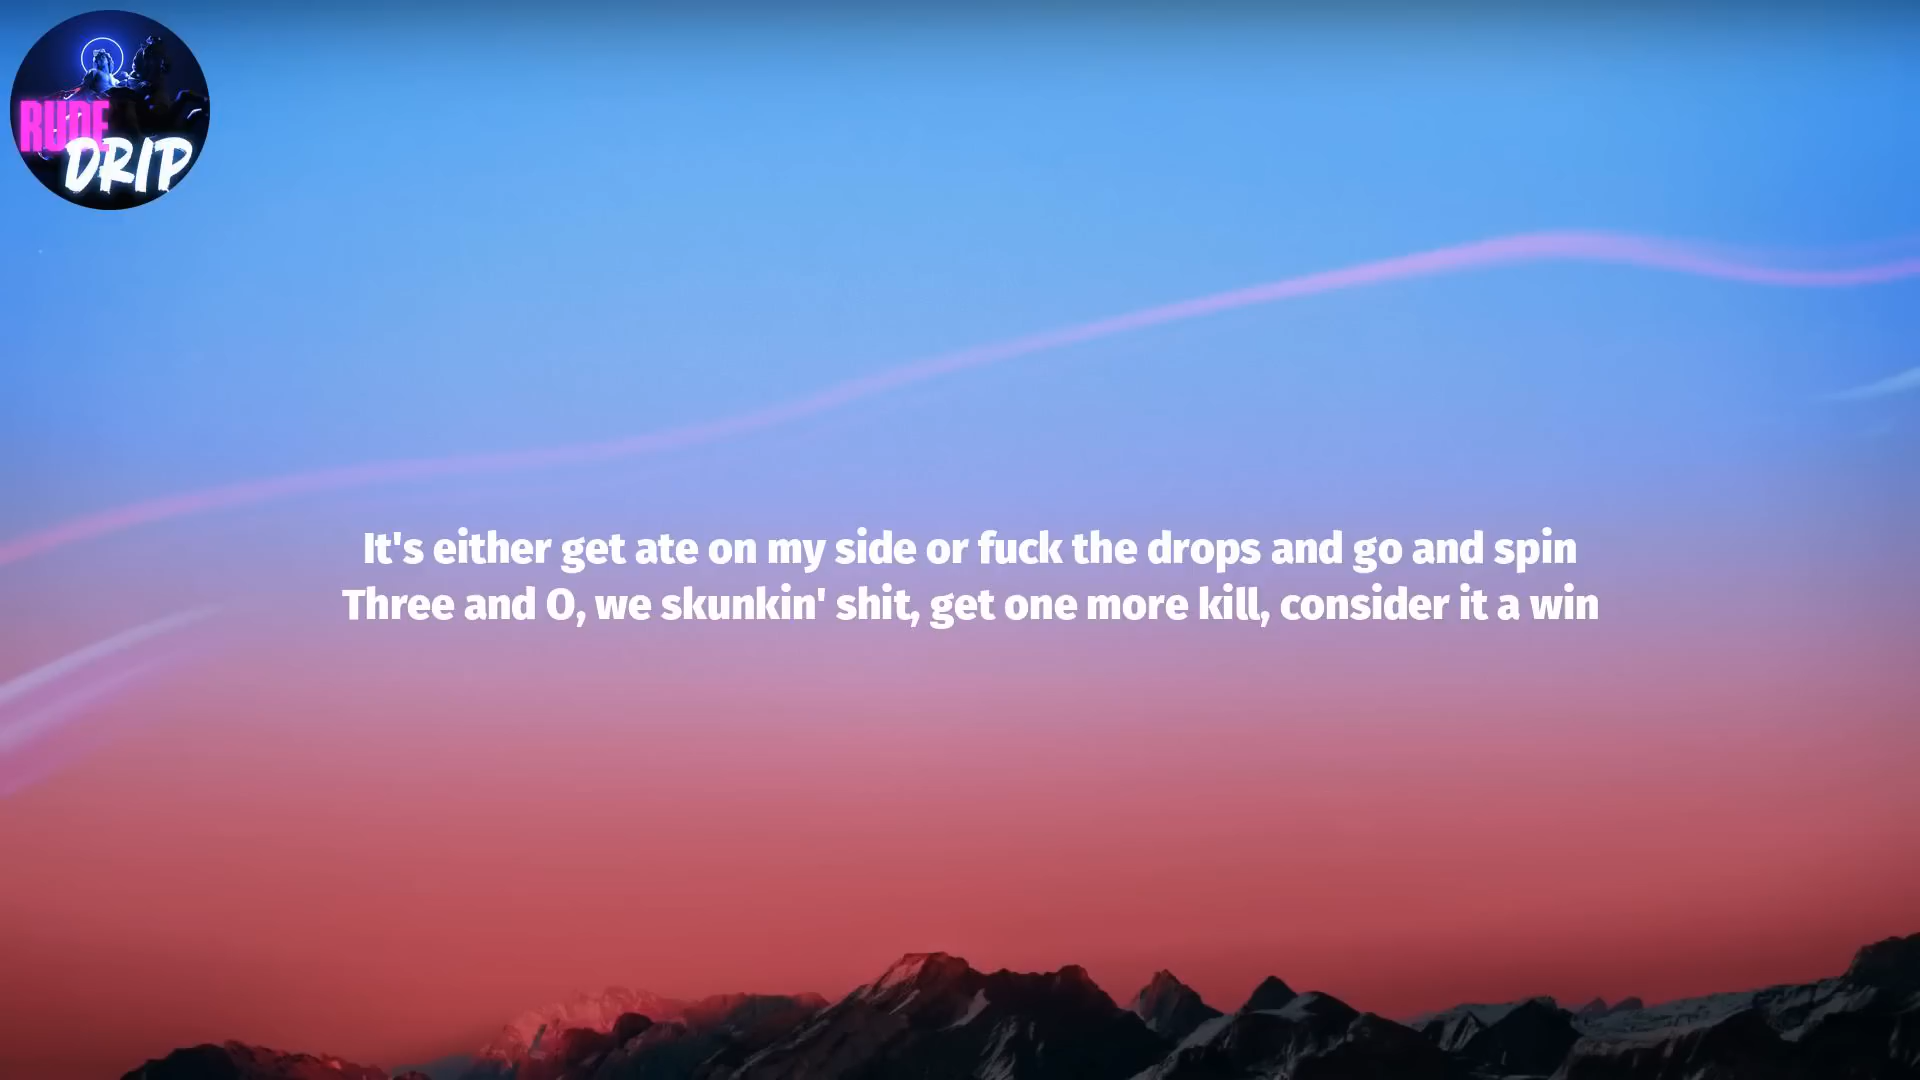 RUDE
DRIP
It's either get ate on my side or fuck the drops and go and spin
Three and O, we skunkin' shit, get one more kill, consider it a win